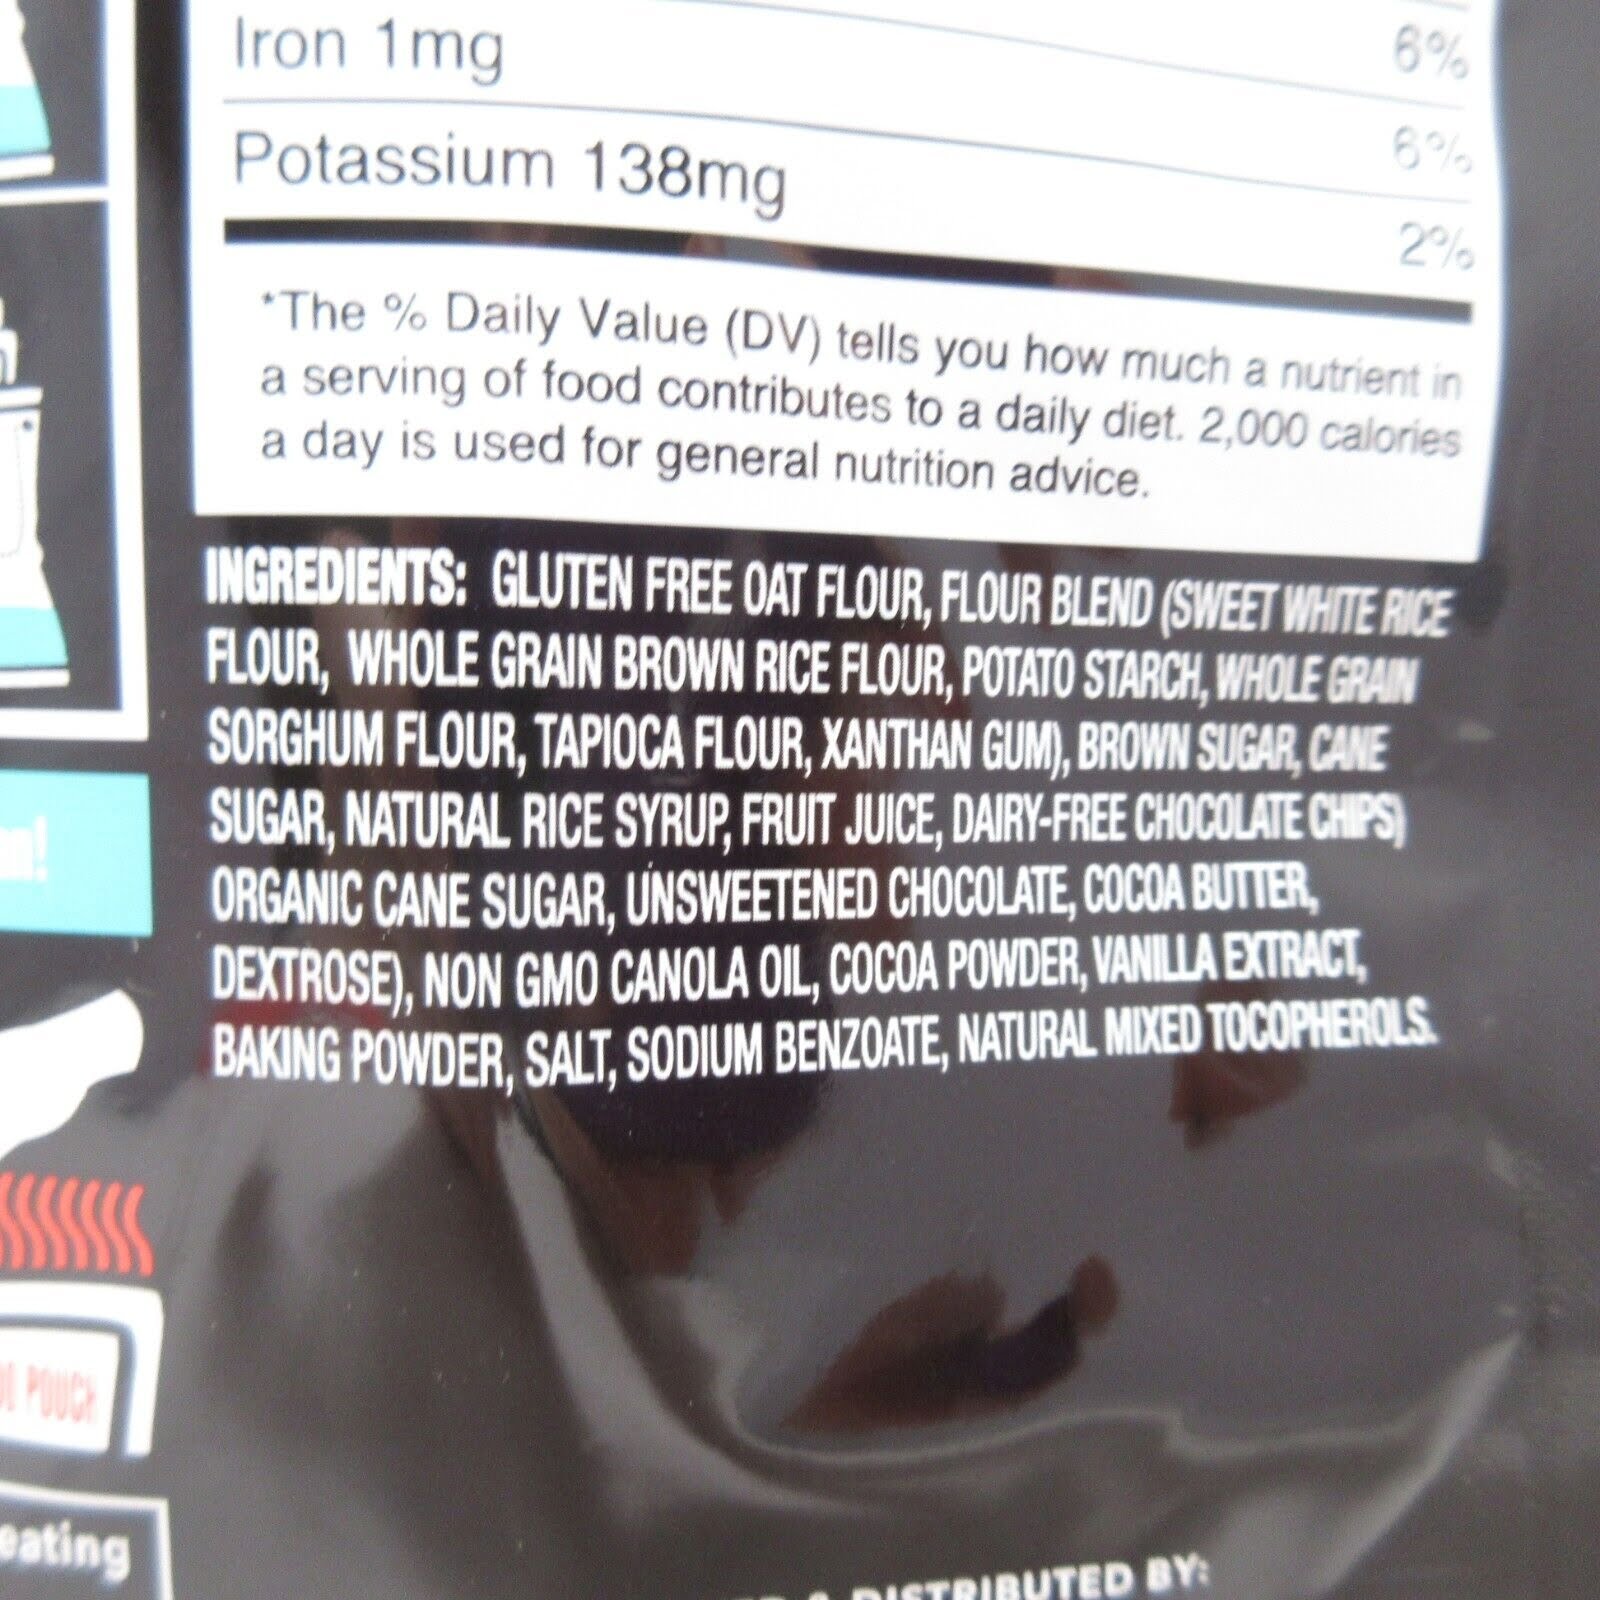 Iron 1mg 6%
6%
Potassium 138mg
2%
*The % Daily Value (DV) tells you how much a nutrient in
a serving of food contributes to a daily diet. 2,000 calories
a day is used for general nutrition advice.
INGREDIENTS: GLUTEN FREE OAT FLOUR, FLOUR BLEND (SWEET WHITE RICE
FLOUR, WHOLE GRAIN BROWN RICE FLOUR, POTATO STARCH, WHOLE GRAIN
SORGHUM FLOUR, TAPIOCA FLOUR, XANTHAN GUM), BROWN SUGAR, CANE
SUGAR, NATURAL RICE SYRUP, FRUIT JUICE, DAIRY-FREE CHOCOLATE CHIPS)
ORGANIC CANE SUGAR, UNSWEETENED CHOCOLATE, COCOA BUTTER,
DEXTROSE), NON GMO CANOLA OIL, COCOA POWDER, VANILLA EXTRACT,
BAKING POWDER, SALT, SODIUM BENZOATE, NATURAL MIXED TOCOPHEROLS.
POUCH
eating
& DISTRIBUTED BY: